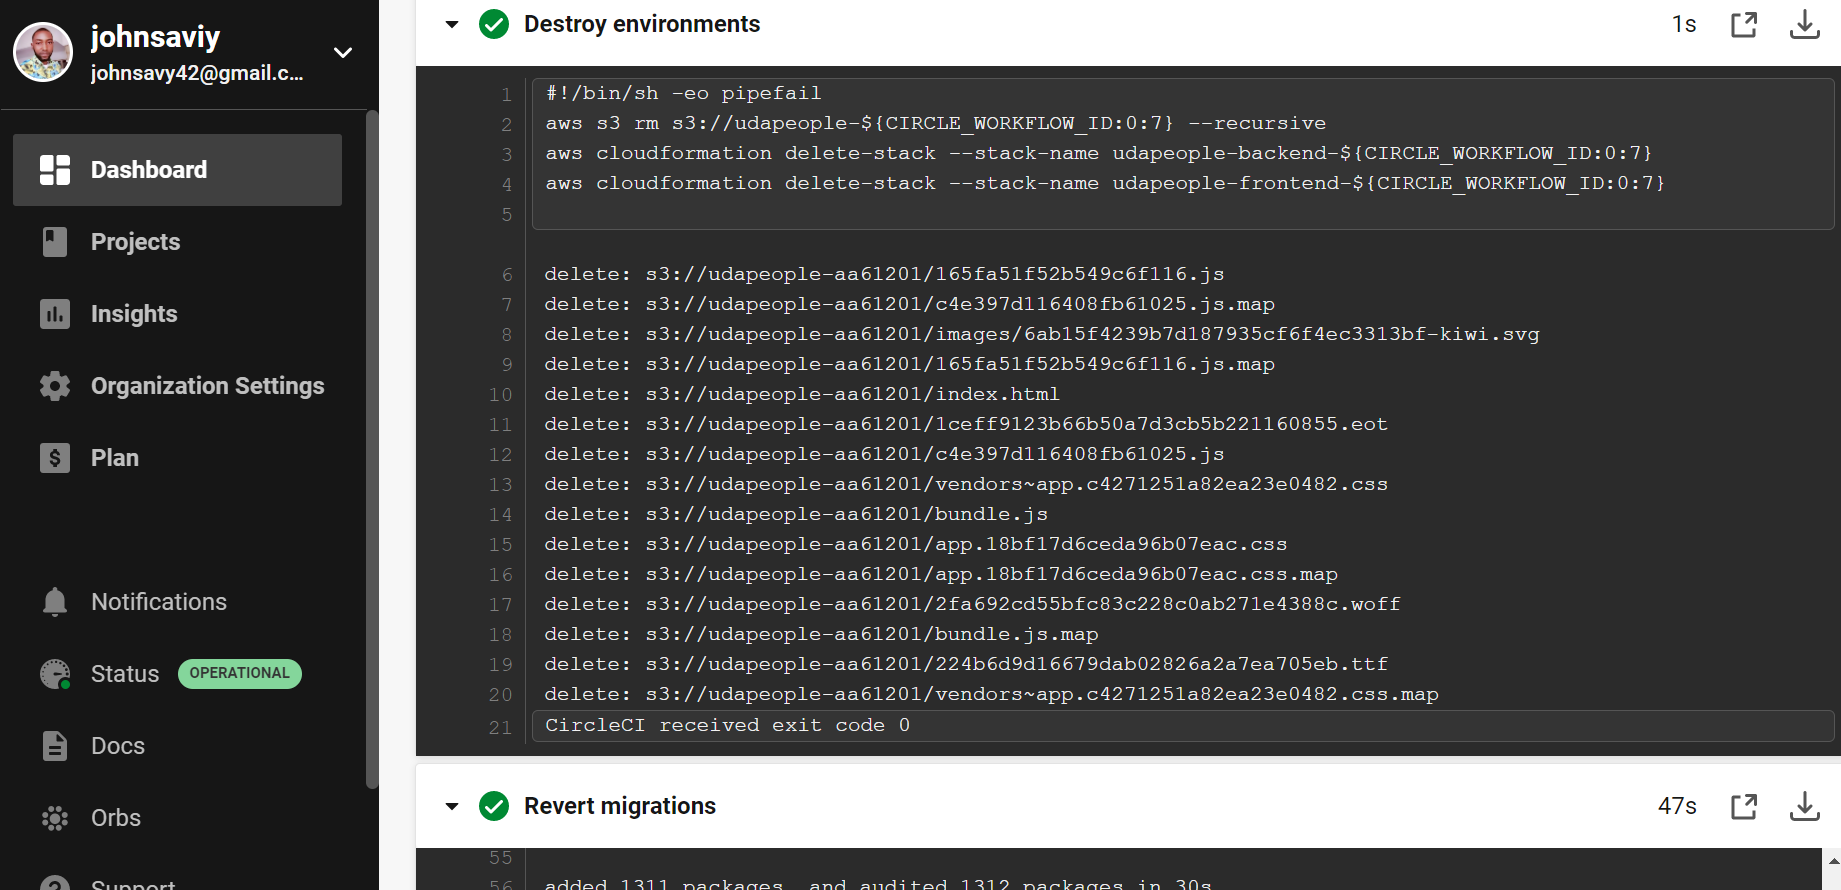 johnsaviy
johnsavy42@gmail.c...
Dashboard
Projects
Insights
Organization Settings
$ Plan
Notifications
Status OPERATIONAL
Docs
Orbs
Support
Destroy environments 1s
1 #!/bin/sh -eo pipefail
2 aws s3 rm s3://udapeople-${CIRCLE_WORKFLOW_ID:0:7} --recursive
3 aws cloudformation delete-stack --stack-name udapeople-backend-${CIRCLE_WORKFLOW_ID:0:7}
4 aws cloudformation delete-stack --stack-name udapeople-frontend-${CIRCLE_WORKFLOW_ID:0:7}
5
6 delete: s3://udapeople-aa61201/165fa51f52b549c6f116.js
7 delete: s3://udapeople-aa61201/c4e397d116408fb61025.js.map
8 delete: s3://udapeople-aa61201/images/6ab15f4239b7d187935cf6f4ec3313bf-kiwi.svg
9 delete: s3://udapeople-aa61201/165fa51f52b549c6f116.js.map
10 delete: s3://udapeople-aa61201/index.html
11 delete: s3://udapeople-aa61201/1ceff9123b66b50a7d3cb5b221160855.eot
12 delete: s3://udapeople-aa61201/c4e397d116408fb61025.js
13 delete: s3://udapeople-aa61201/vendors~app.c4271251a82ea23e0482.css
14 delete: s3://udapeople-aa61201/bundle.js
15 delete: s3://udapeople-aa61201/app.18bf17d6ceda96b07eac.css
16 delete: s3://udapeople-aa61201/app.18bf17d6ceda96b07eac.css.map
17 delete: s3://udapeople-aa61201/2fa692cd55bfc83c228c0ab271e4388c.woff
18 delete: s3://udapeople-aa61201/bundle.js.map
19 delete: s3://udapeople-aa61201/224b6d9d16679dab02826a2a7ea705eb.ttf
20 delete: s3://udapeople-aa61201/vendors~app.c4271251a82ea23e0482.css.map
21 CircleCI received exit code 0
Revert migrations 47s
55
56 added 1311 packages, and audited 1312 packages in 30s